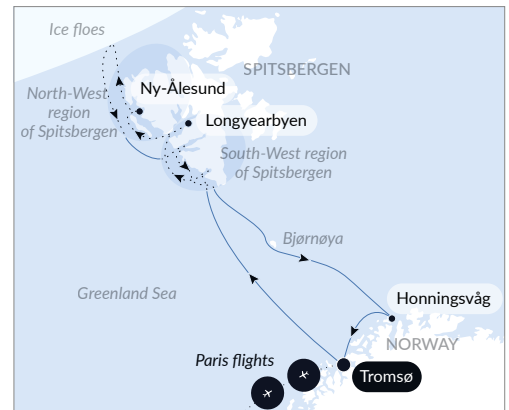 Ice floes
SPITSBERGEN
Ny-Ålesund
North-West
region
of Spitsbergen
Longyearbyen
South-West region
of Spitsbergen
Bjørnøya
Greenland Sea
Honningsvåg
NORWAY
Paris flights
Tromsø